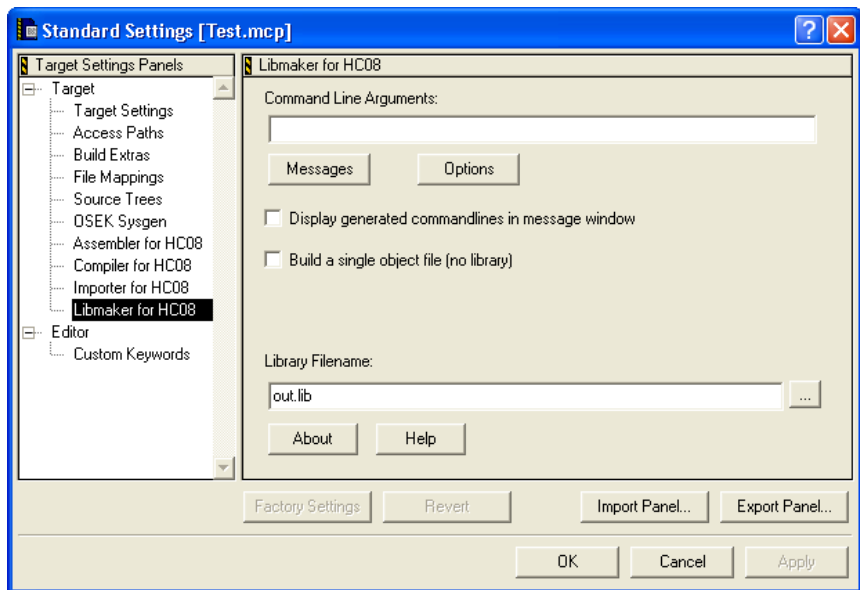 Standard Settings [Test.mcp]
Target Settings Panels
Target
Target Settings
Access Paths
Build Extras
File Mappings
Source Trees
OSEK Sysgen
Assembler for HC08
Compiler for HC08
Importer for HC08
Libmaker for HC08
Editor
Custom Keywords
Libmaker for HC08
Command Line Arguments:
Messages
Options
Display generated commandlines in message window
Build a single object file (no library)
Library Filename:
out.lib
...
About
Help
Factory Settings
Revert
Import Panel...
Export Panel...
OK
Cancel
Apply